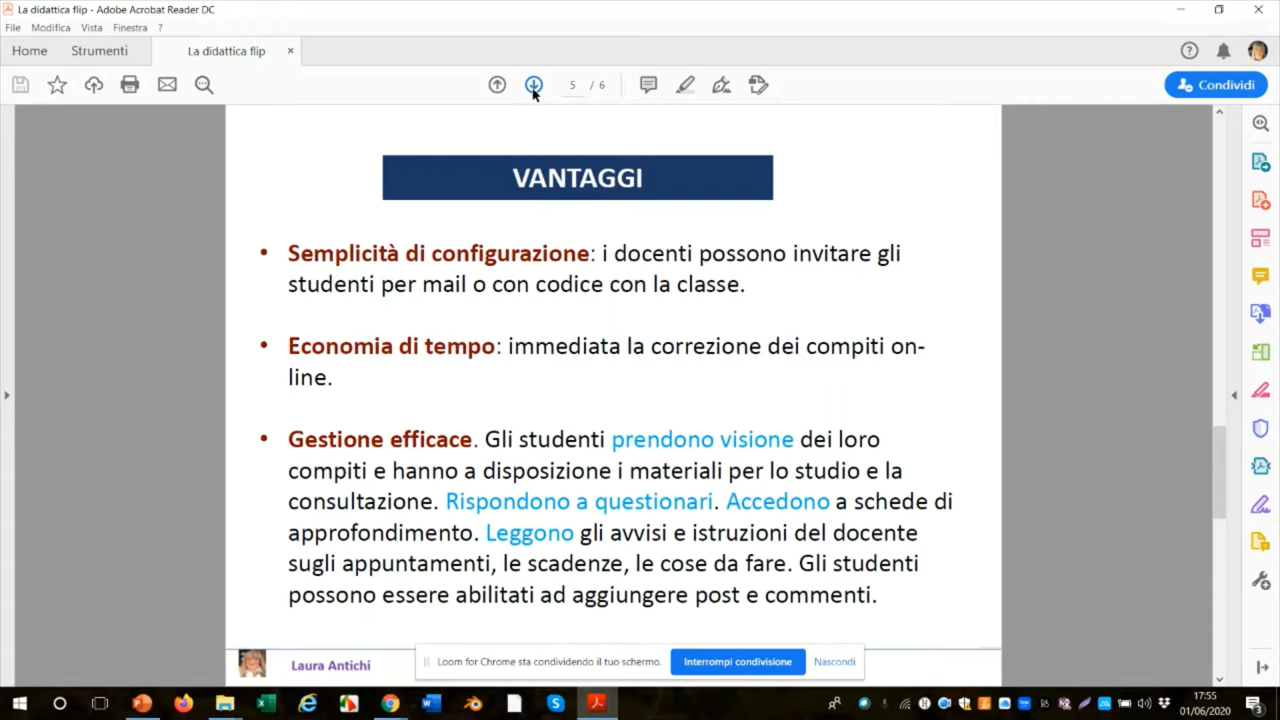 La didattica flip - Adobe Acrobat Reader DC
File Modifica Vista Finestra ?
Home Strumenti La didattica flip ×
5 / 6
Condividi
VANTAGGI
• Semplicità di configurazione: i docenti possono invitare gli
studenti per mail o con codice con la classe.
• Economia di tempo: immediata la correzione dei compiti on-
line.
• Gestione efficace. Gli studenti prendono visione dei loro
compiti e hanno a disposizione i materiali per lo studio e la
consultazione. Rispondono a questionari. Accedono a schede di
approfondimento. Leggono gli avvisi e istruzioni del docente
sugli appuntamenti, le scadenze, le cose da fare. Gli studenti
possono essere abilitati ad aggiungere post e commenti.
Laura Antichi
Loom for Chrome sta condividendo il tuo schermo. Interrompi condivisione Nascondi
17:55
01/06/2020